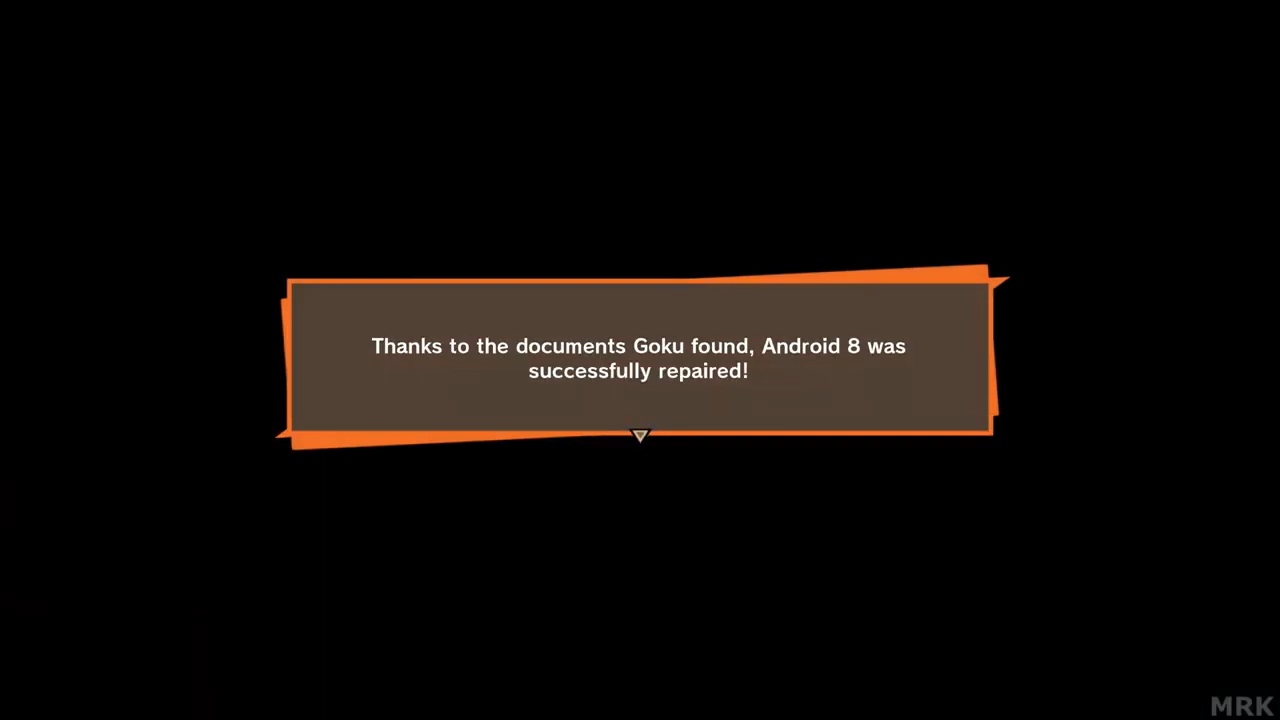 Thanks to the documents Goku found, Android 8 was
successfully repaired!
MRK